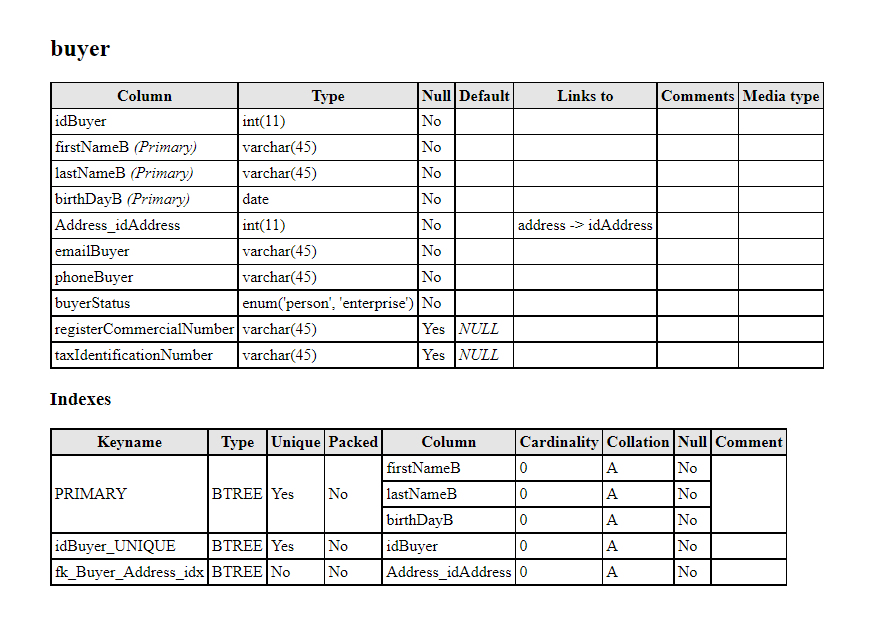 buyer
Column Type Null Default Links to Comments Media type
idBuyer int(11) No
firstNameB (Primary) varchar(45) No
lastNameB (Primary) varchar(45) No
birthDayB (Primary) date No
Address_idAddress int(11) No address -> idAddress
emailBuyer varchar(45) No
phoneBuyer varchar(45) No
buyerStatus enum('person', 'enterprise') No
registerCommercialNumber varchar(45) Yes NULL
taxIdentificationNumber varchar(45) Yes NULL
Indexes
Keyname Type Unique Packed Column Cardinality Collation Null Comment
PRIMARY BTREE Yes No firstNameB 0 A No
lastNameB 0 A No
birthDayB 0 A No
idBuyer_UNIQUE BTREE Yes No idBuyer 0 A No
fk_Buyer_Address_idx BTREE No No Address_idAddress 0 A No